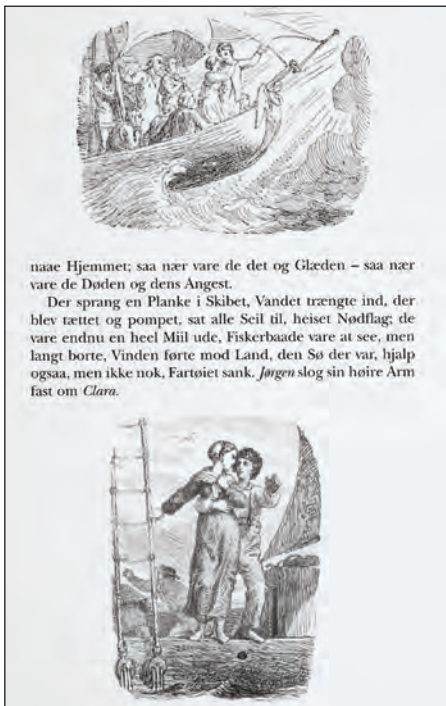 naae Hjemmet; saa nær vare de det og Glæden – saa nær
vare de Døden og dens Angest.
Der sprang en Planke i Skibet, Vandet trængte ind, der
blev tættet og pompet, sat alle Seil til, heiset Nødflag; de
vare endnu en heel Miil ude, Fiskerbaade vare at see, men
langt borte, Vinden førte mod Land, den Sø der var, hjalp
ogsaa, men ikke nok, Fartøiet sank. Jørgen slog sin høire Arm
fast om Clara.